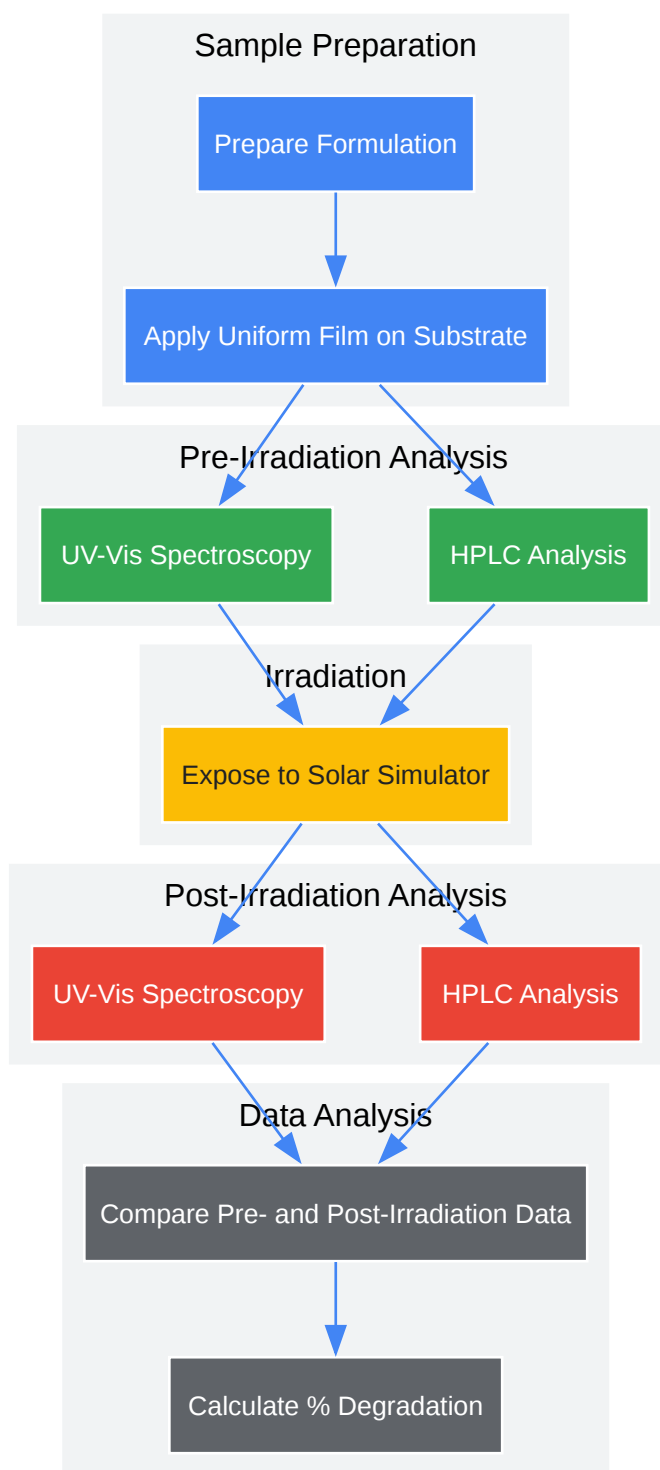 Sample Preparation
Prepare Formulation
Apply Uniform Film on Substrate
Pre-Irradiation Analysis
UV-Vis Spectroscopy
HPLC Analysis
Irradiation
Expose to Solar Simulator
Post-Irradiation Analysis
UV-Vis Spectroscopy
HPLC Analysis
Data Analysis
Compare Pre- and Post-Irradiation Data
Calculate % Degradation